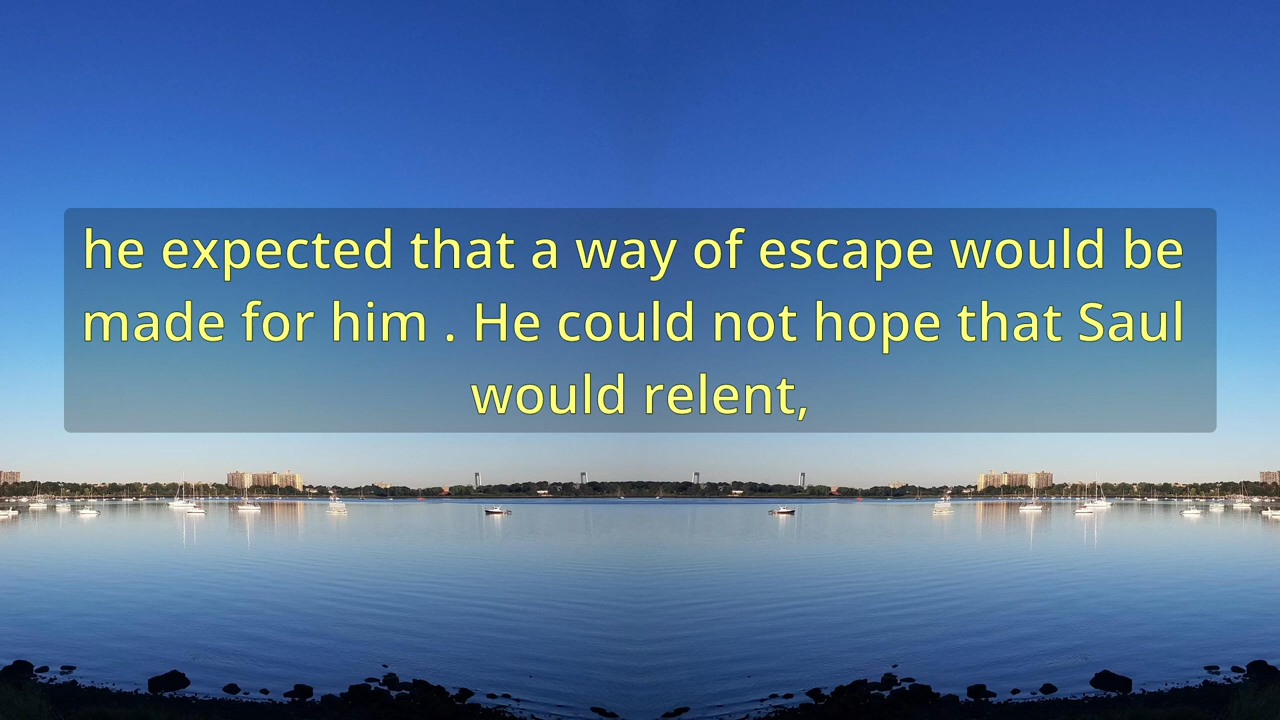 he expected that a way of escape would be
made for him . He could not hope that Saul
would relent,